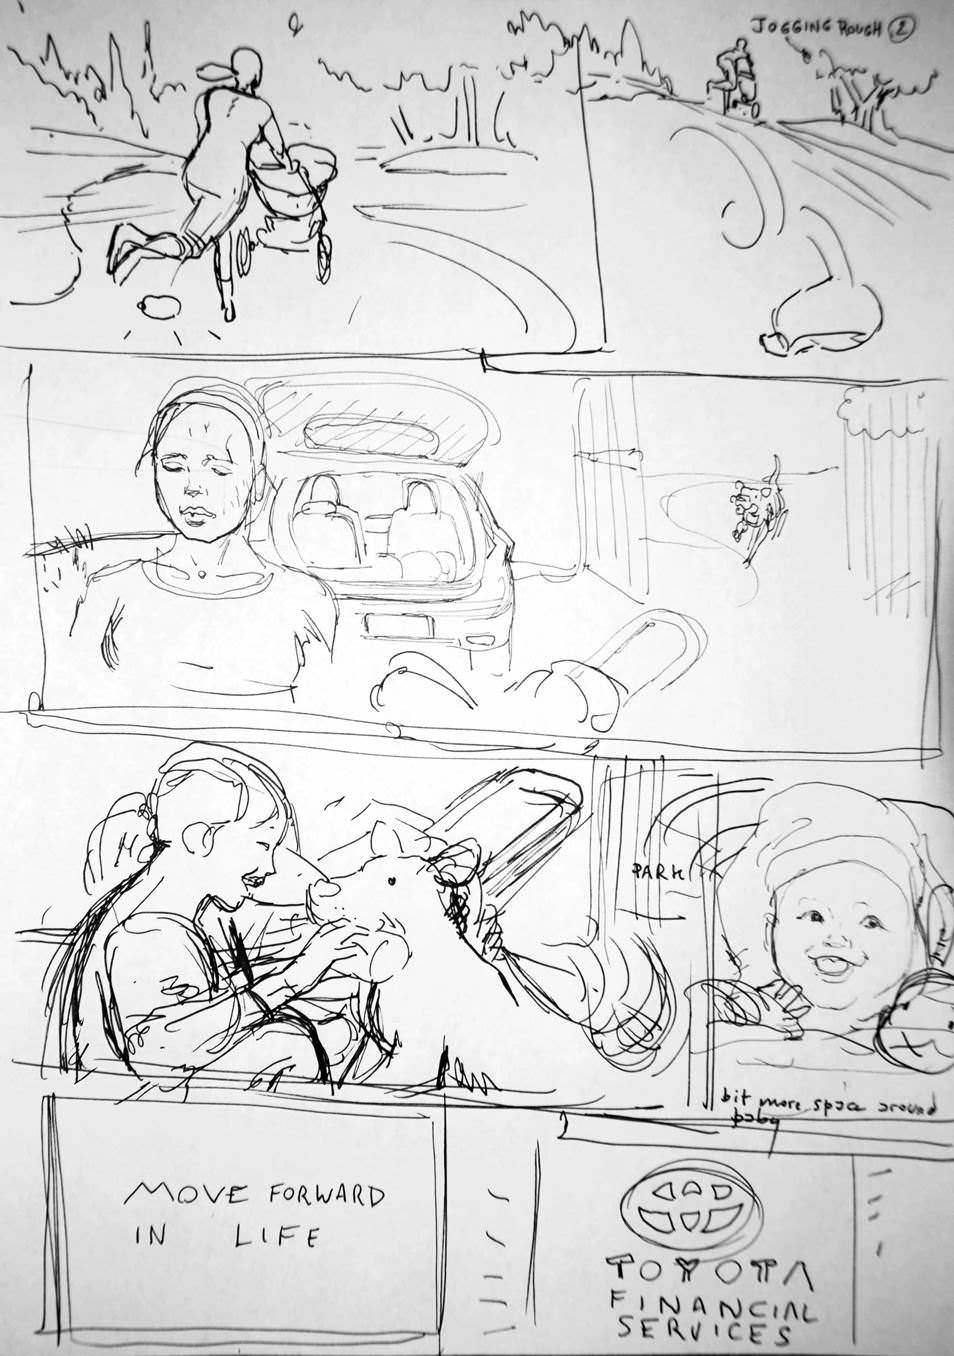 JOGGING ROUGH 2
PARK
bit more space around
baby
MOVE FORWARD
IN LIFE
TOYOTA
FINANCIAL
SERVICES